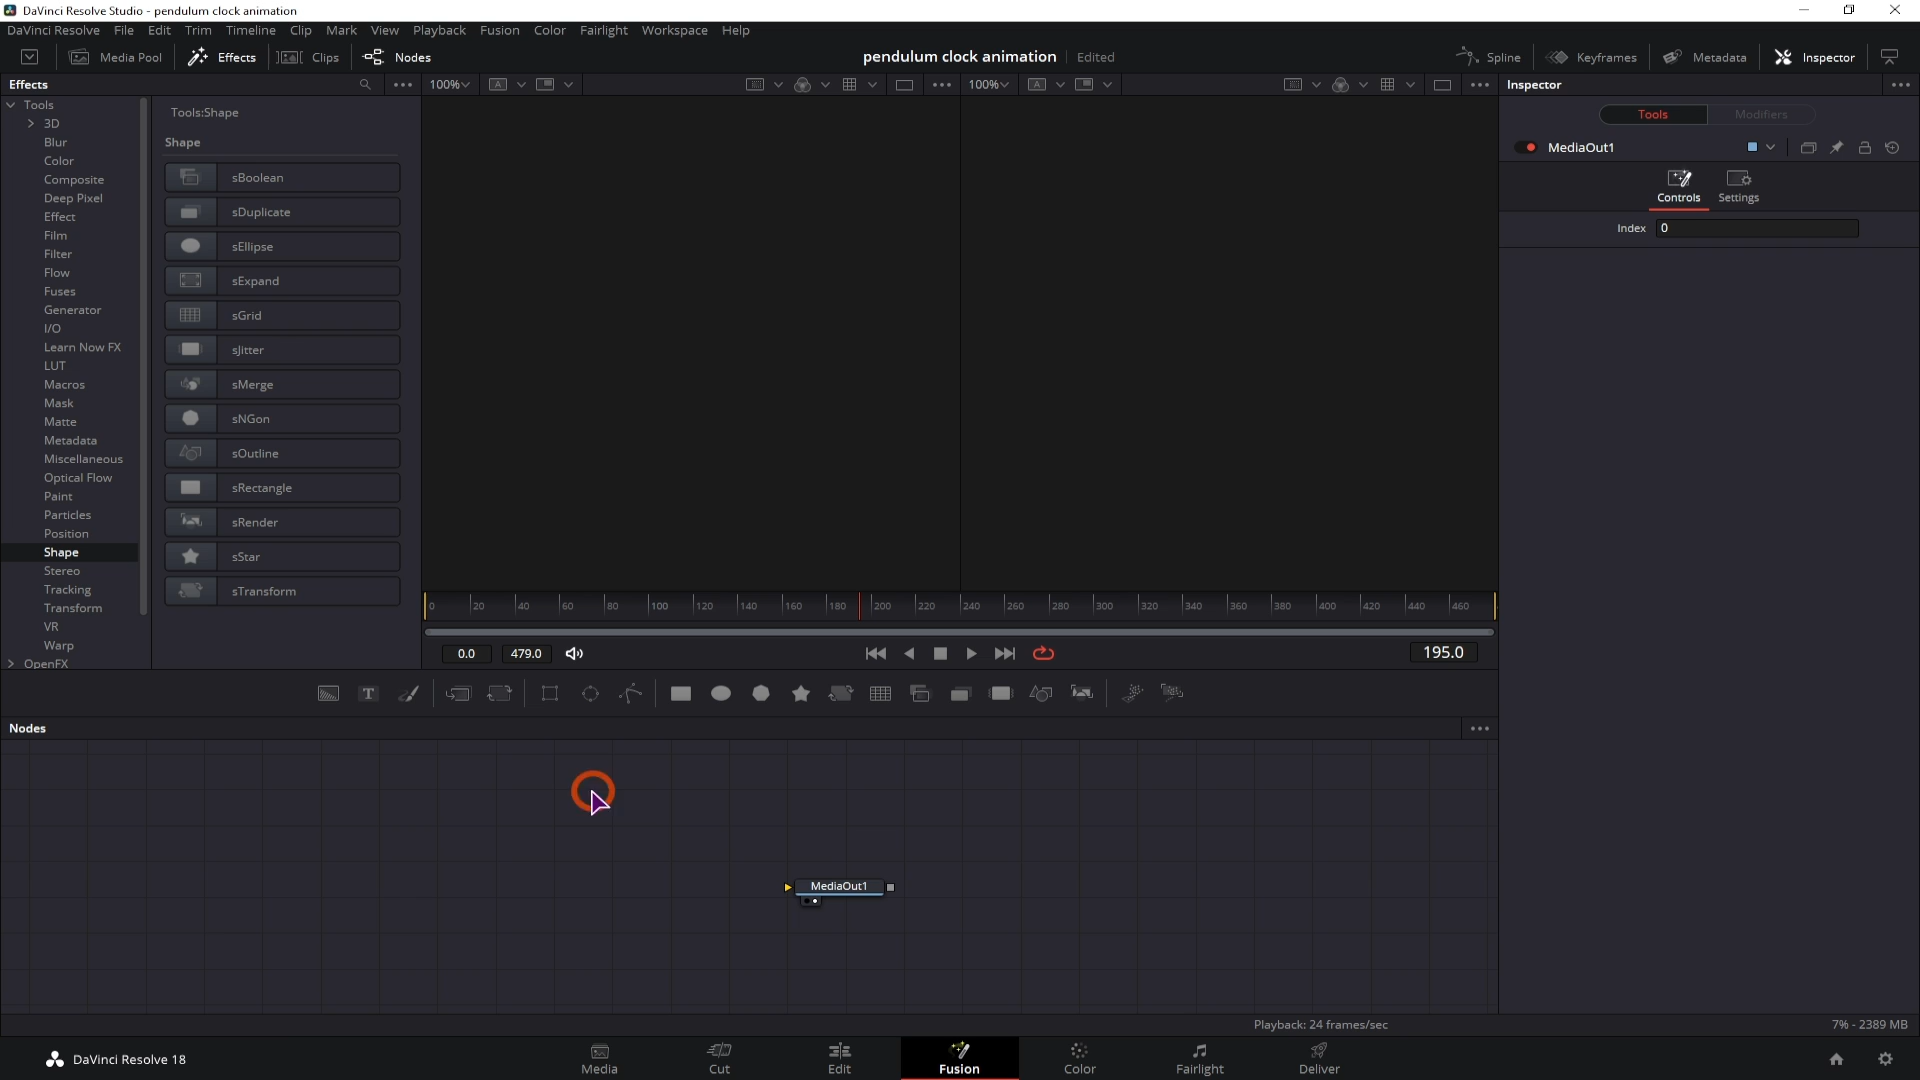 DaVinci Resolve Studio - pendulum clock animation
DaVinci Resolve File Edit Trim Timeline Clip Mark View Playback Fusion Color Fairlight Workspace Help
Media Pool Effects Clips Nodes pendulum clock animation Edited Spline Keyframes Metadata Inspector
Effects 100% A 100% A Inspector
Tools
3D
Blur
Color
Composite
Deep Pixel
Effect
Film
Filter
Flow
Fuses
Generator
I/O
Learn Now FX
LUT
Macros
Mask
Matte
Metadata
Miscellaneous
Optical Flow
Paint
Particles
Position
Shape
Stereo
Tracking
Transform
VR
Warp
OpenFX
Tools:Shape
Shape
sBoolean
sDuplicate
sEllipse
sExpand
sGrid
sJitter
sMerge
sNGon
sOutline
sRectangle
sRender
sStar
sTransform
Tools Modifiers
MediaOut1
Controls Settings
Index 0
0 20 40 60 80 100 120 140 160 180 200 220 240 260 280 300 320 340 360 380 400 420 440 460
0.0 479.0 195.0
T
Nodes
MediaOut1
Playback: 24 frames/sec 7% - 2389 MB
DaVinci Resolve 18 Media Cut Edit Fusion Color Fairlight Deliver